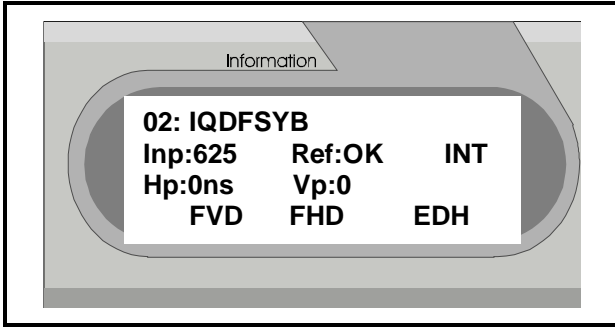 Information
02: IQDFSYB
Inp:625 Ref:OK INT
Hp:0ns Vp:0
FVD FHD EDH